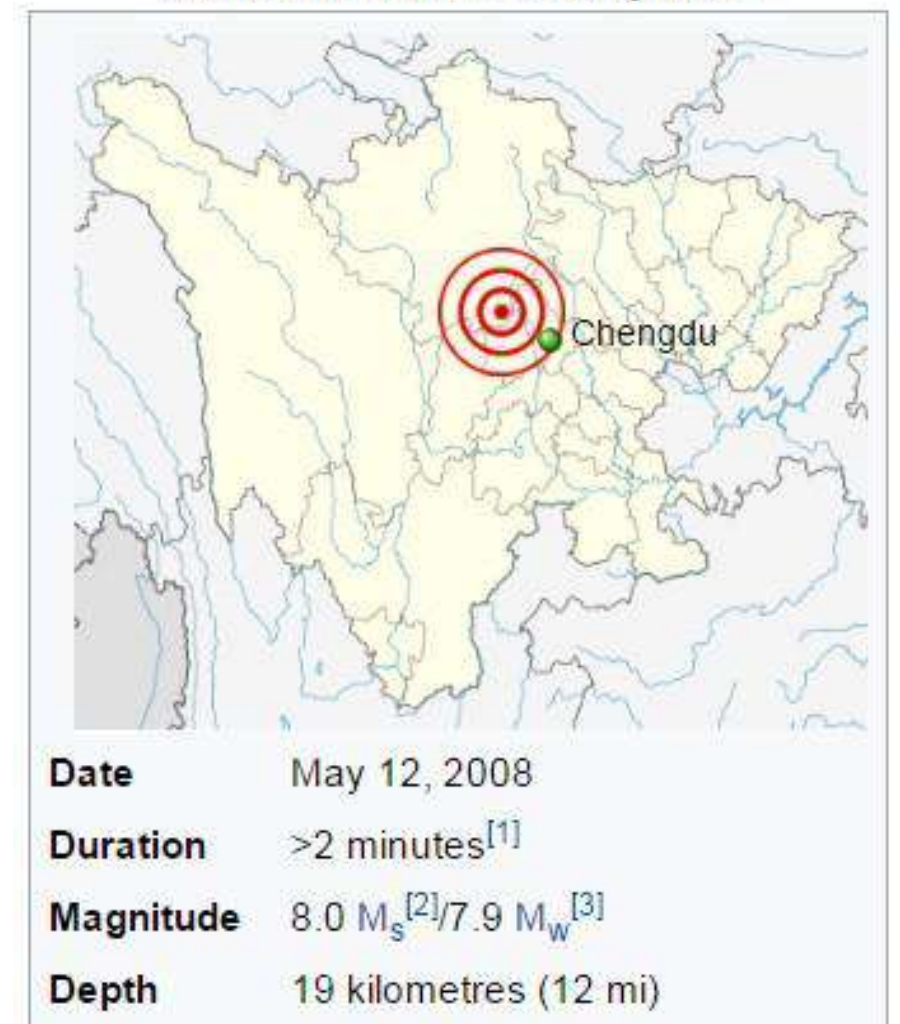 Chengdu
Date May 12, 2008
Duration >2 minutes[1]
Magnitude 8.0 Ms[2]/7.9 Mw[3]
Depth 19 kilometres (12 mi)